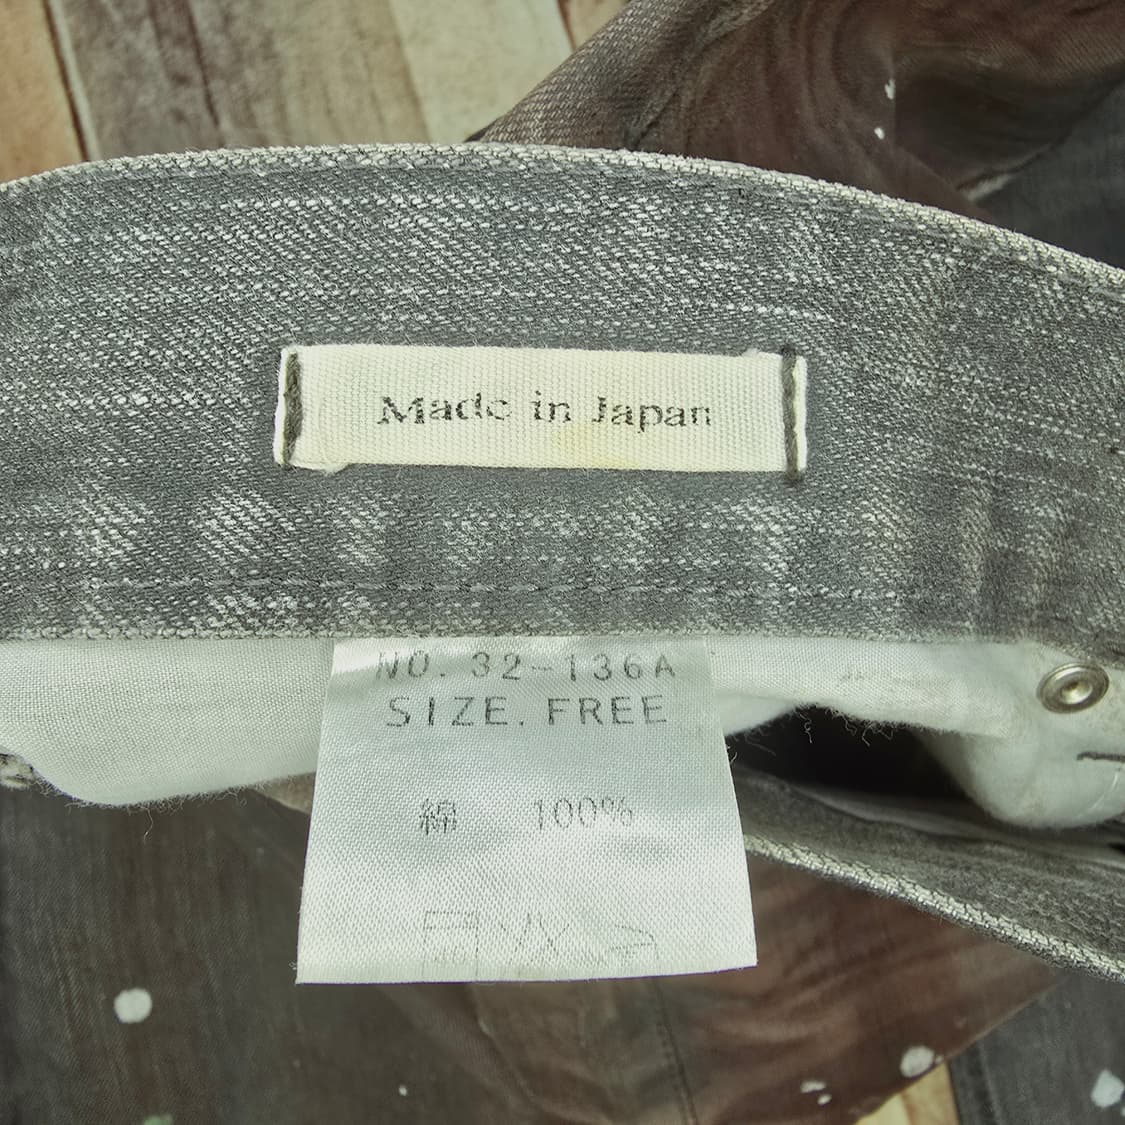 Made in Japan
NO. 32-136A
SIZE. FREE
綿 100%